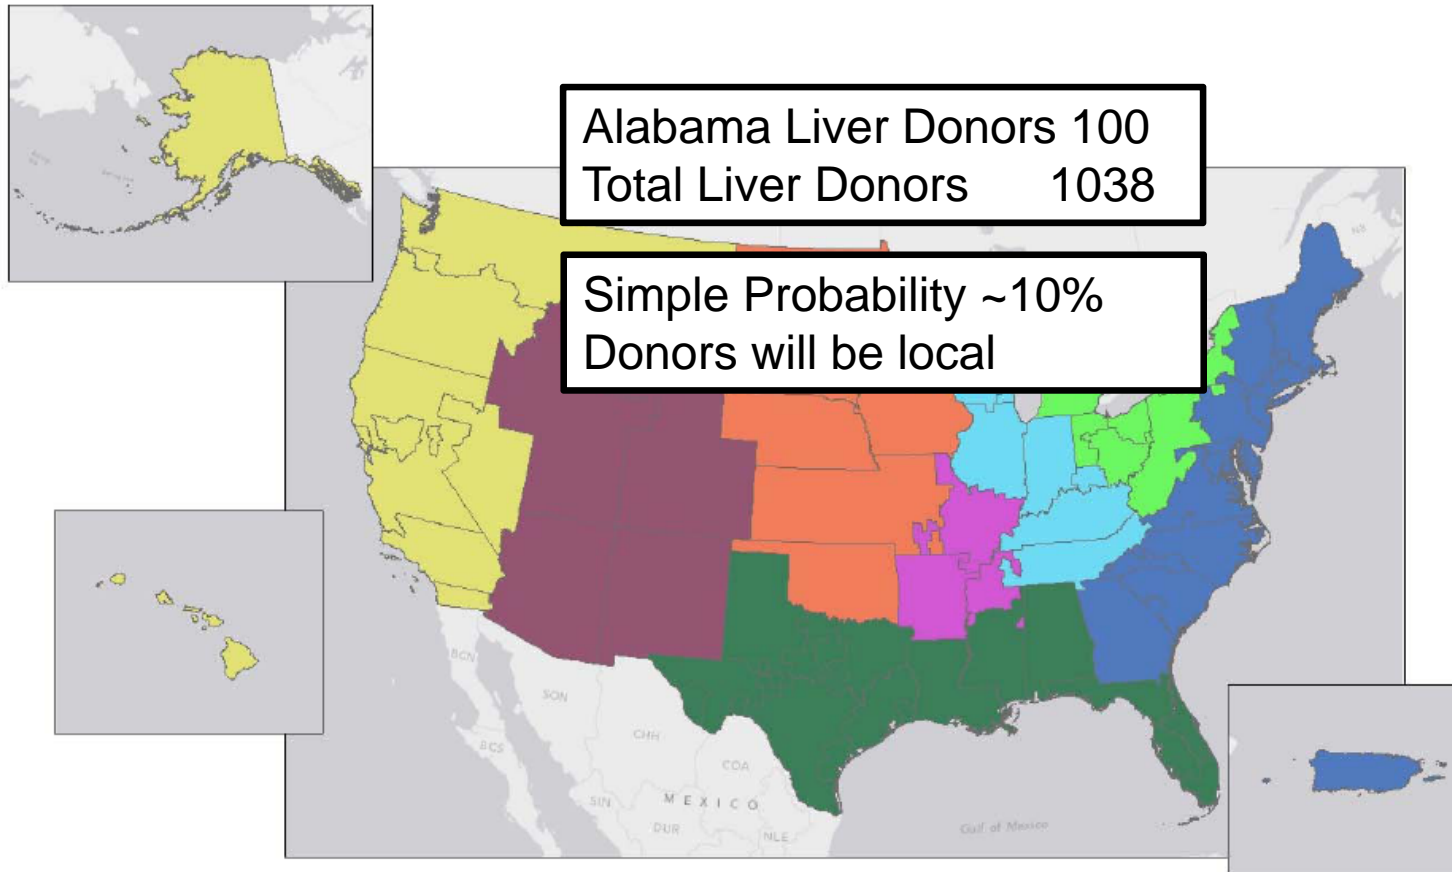 Alabama Liver Donors 100
Total Liver Donors 1038
Simple Probability ~10%
Donors will be local
NB
BCN
SON
BCS
CHH
COA
SIN
MEXICO
DUR
NLE
Gulf of Mexico